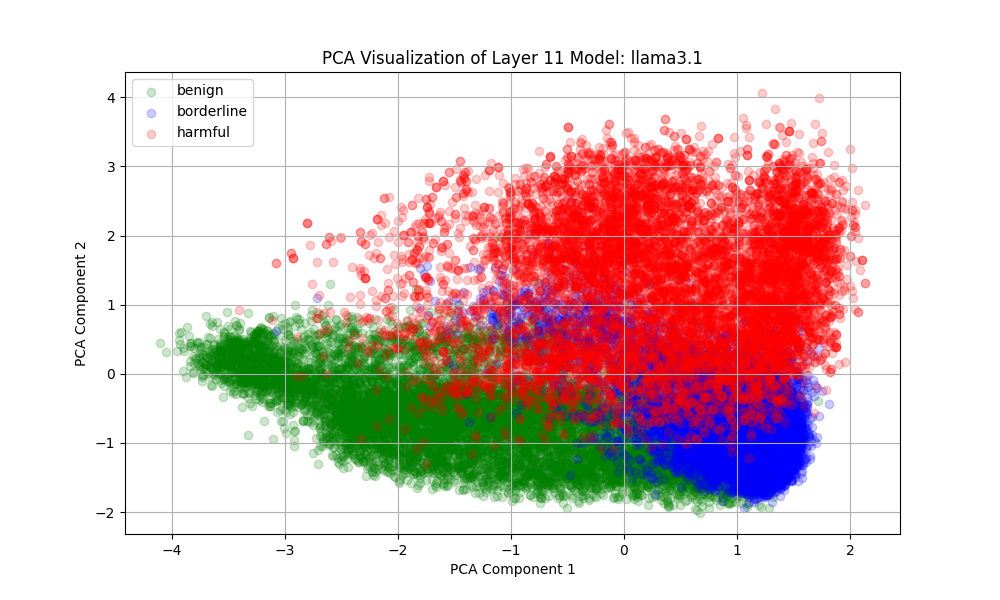 PCA Visualization of Layer 11 Model: llama3.1
benign
borderline
harmful
PCA Component 2
4
3
2
1
0
−1
−2
−4
−3
−2
−1
0
1
2
PCA Component 1